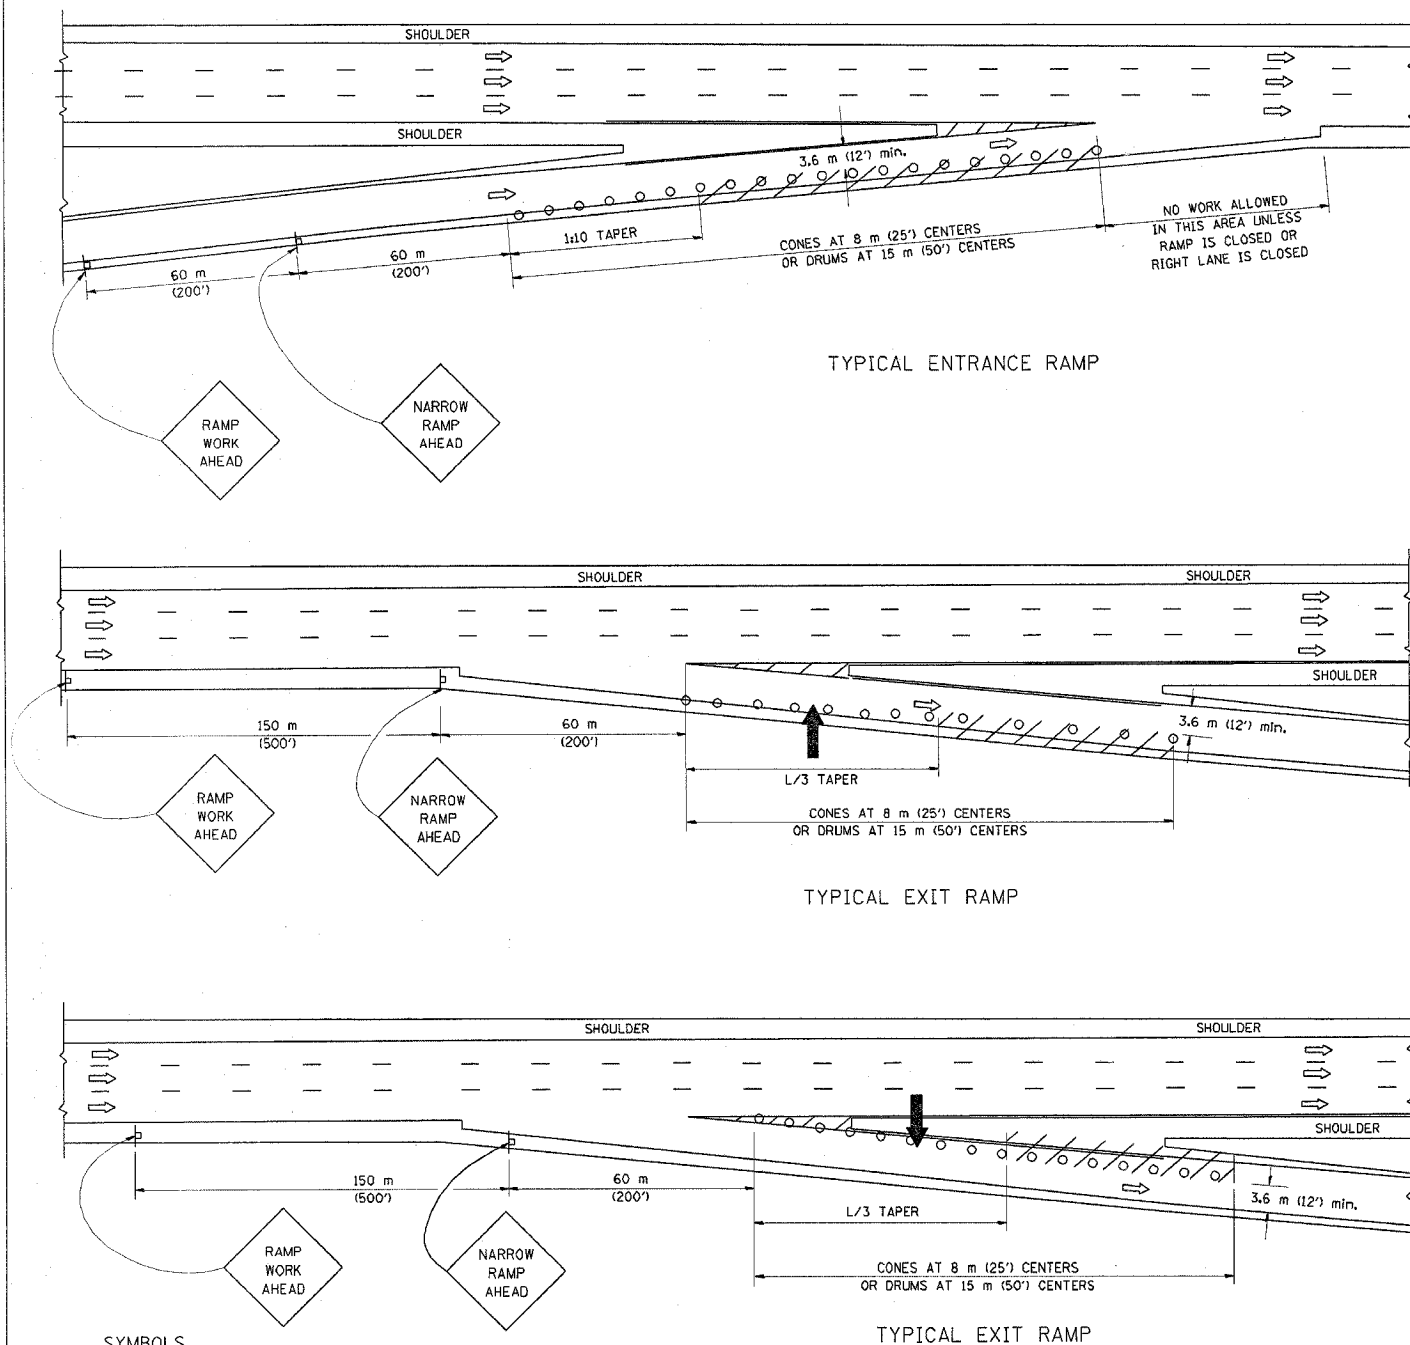 SHOULDER
SHOULDER
3.6 m (12') min.
1:10 TAPER
60 m
(200')
60 m
(200')
CONES AT 8 m (25') CENTERS
OR DRUMS AT 15 m (50') CENTERS
NO WORK ALLOWED
IN THIS AREA UNLESS
RAMP IS CLOSED OR
RIGHT LANE IS CLOSED
TYPICAL ENTRANCE RAMP
RAMP
WORK
AHEAD
NARROW
RAMP
AHEAD
SHOULDER
SHOULDER
SHOULDER
3.6 m (12') min.
150 m
(500')
60 m
(200')
L/3 TAPER
RAMP
WORK
AHEAD
NARROW
RAMP
AHEAD
CONES AT 8 m (25') CENTERS
OR DRUMS AT 15 m (50') CENTERS
TYPICAL EXIT RAMP
SHOULDER
SHOULDER
SHOULDER
150 m
(500')
60 m
(200')
3.6 m (12') min.
L/3 TAPER
RAMP
WORK
AHEAD
NARROW
RAMP
AHEAD
CONES AT 8 m (25') CENTERS
OR DRUMS AT 15 m (50') CENTERS
TYPICAL EXIT RAMP
SYMBOLS